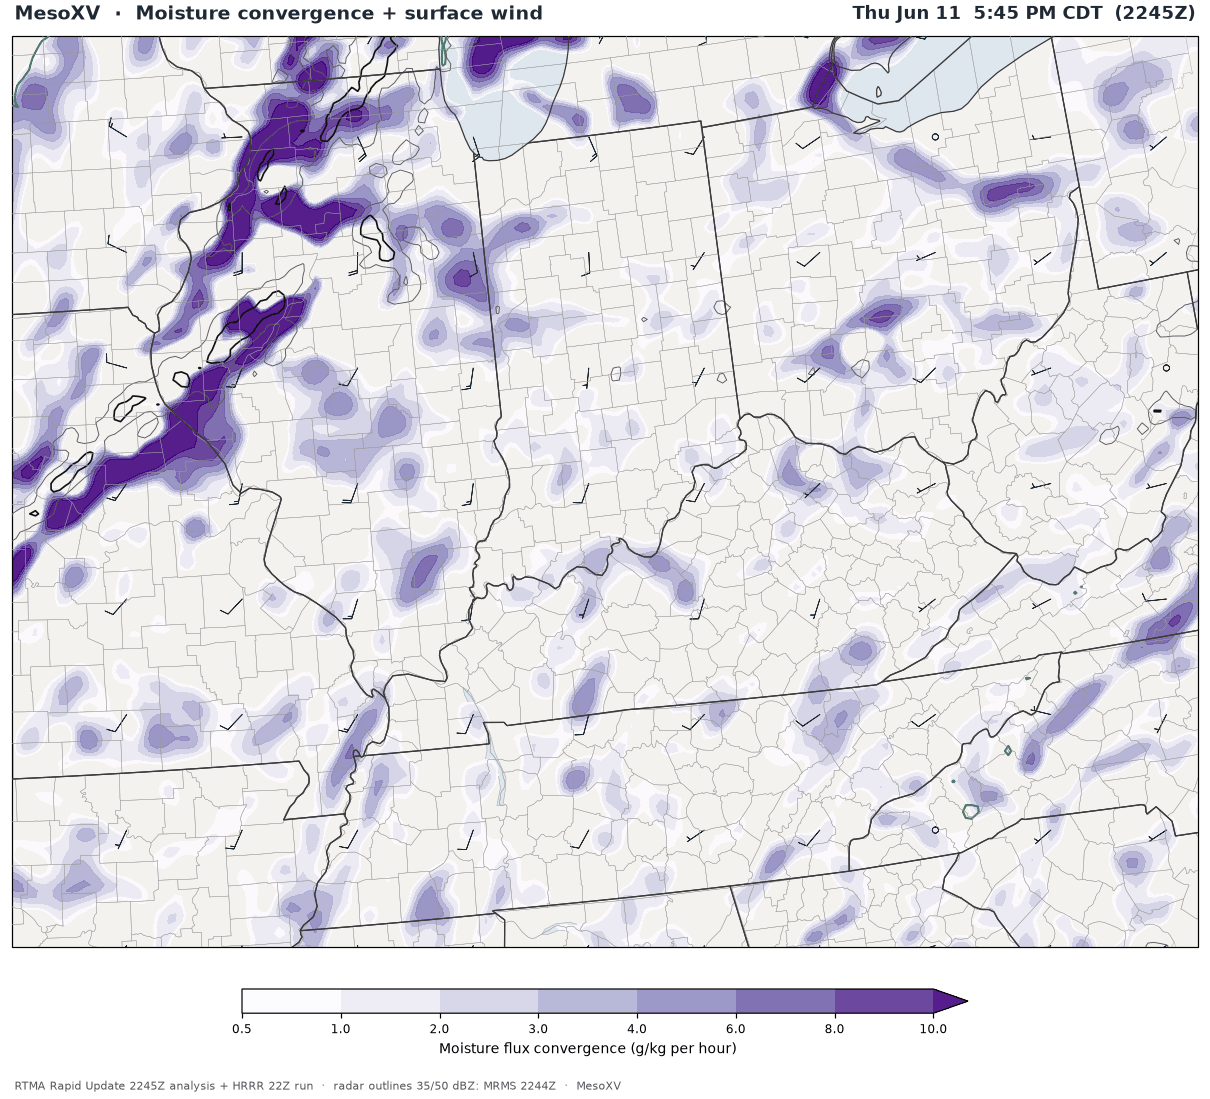 MesoXV · Moisture convergence + surface wind
Thu Jun 11 5:45 PM CDT (2245Z)
0.5 1.0 2.0 3.0 4.0 6.0 8.0 10.0
Moisture flux convergence (g/kg per hour)
RTMA Rapid Update 2245Z analysis + HRRR 22Z run · radar outlines 35/50 dBZ: MRMS 2244Z · MesoXV